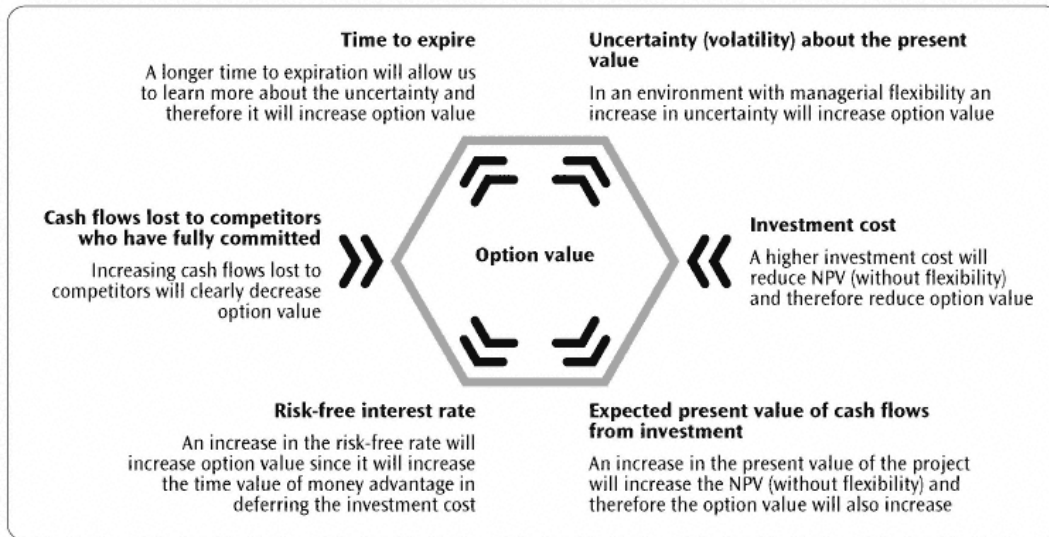 Time to expire
A longer time to expiration will allow us
to learn more about the uncertainty and
therefore it will increase option value
Uncertainty (volatility) about the present
value
In an environment with managerial flexibility an
increase in uncertainty will increase option value
Cash flows lost to competitors
who have fully committed
Increasing cash flows lost to
competitors will clearly decrease
option value
Option value
Investment cost
A higher investment cost will
reduce NPV (without flexibility)
and therefore reduce option value
Risk-free interest rate
An increase in the risk-free rate will
increase option value since it will increase
the time value of money advantage in
deferring the investment cost
Expected present value of cash flows
from investment
An increase in the present value of the project
will increase the NPV (without flexibility) and
therefore the option value will also increase